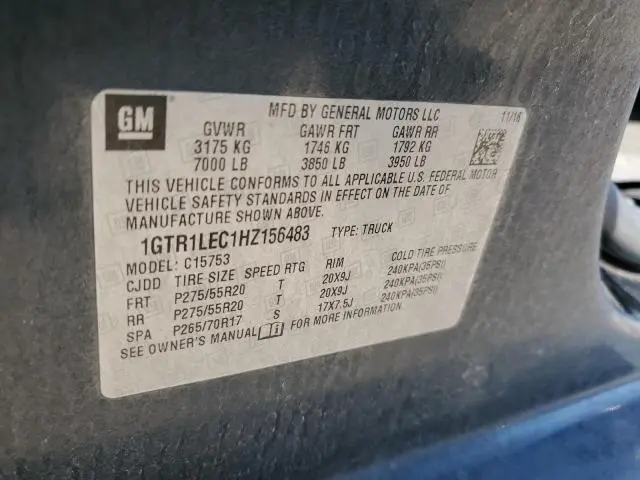 GM
MFD BY GENERAL MOTORS LLC 11/16
GVWR GAWR FRT GAWR RR
3175 KG 1746 KG 1792 KG
7000 LB 3850 LB 3950 LB
THIS VEHICLE CONFORMS TO ALL APPLICABLE U.S. FEDERAL MOTOR
VEHICLE SAFETY STANDARDS IN EFFECT ON THE DATE OF
MANUFACTURE SHOWN ABOVE.
1GTR1LEC1HZ156483 TYPE: TRUCK
MODEL: C15753
CJDD TIRE SIZE SPEED RTG RIM COLD TIRE PRESSURE
FRT P275/55R20 T 20X9J 240KPA(35PSI)
RR P275/55R20 T 20X9J 240KPA(35PSI)
SPA P265/70R17 S 17X7.5J 240KPA(35PSI)
SEE OWNER'S MANUAL FOR MORE INFORMATION.